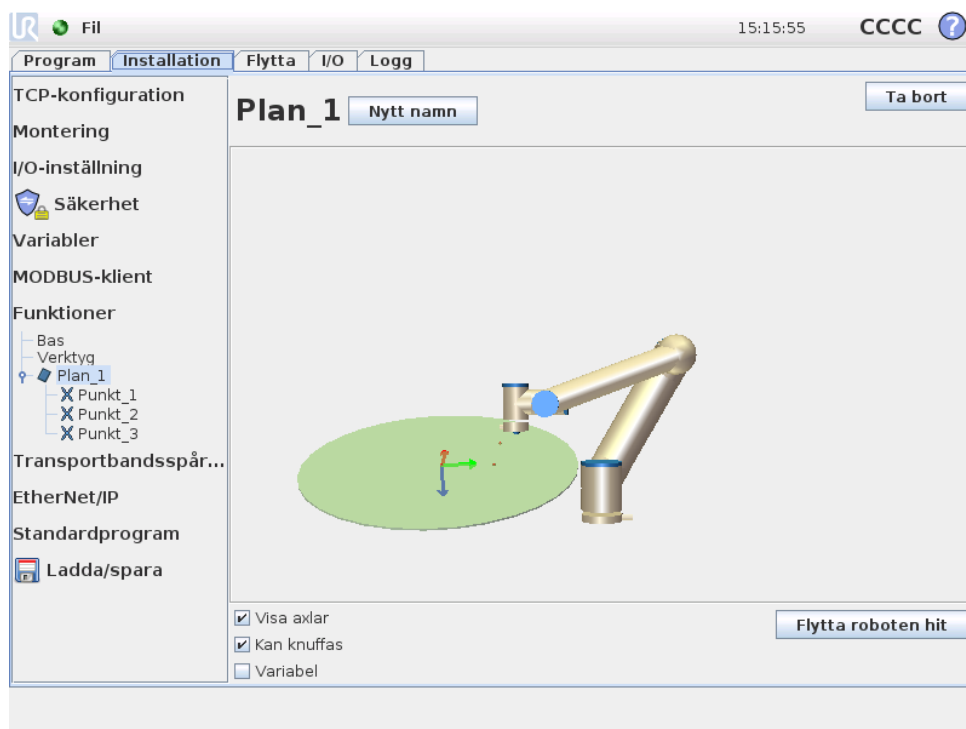 UR Fil 15:15:55 CCCC ?
Program Installation Flytta I/O Logg
TCP-konfiguration
Montering
I/O-inställning
Säkerhet
Variabler
MODBUS-klient
Funktioner
Bas
Verktyg
Plan_1
Punkt_1
Punkt_2
Punkt_3
Transportbandsspår...
EtherNet/IP
Standardprogram
Ladda/spara
Plan_1 Nytt namn Ta bort
Visa axlar
Kan knuffas
Variabel
Flytta roboten hit